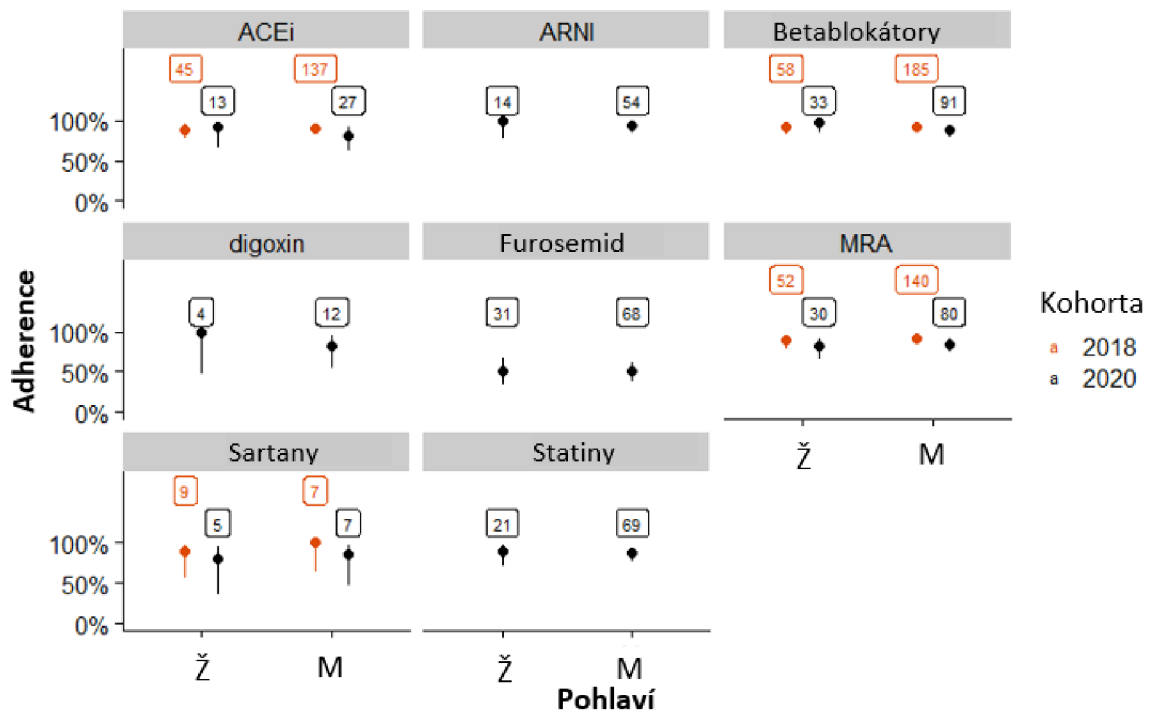 ACEi
ARNI
Betablokátory
45
137
58
185
13
27
14
54
33
91
100%
50%
0%
digoxin
Furosemid
MRA
52
140
4
12
31
68
30
80
100%
50%
0%
Adherence
Kohorta
a 2018
a 2020
Ž M
Sartany
Statiny
9
7
5
7
21
69
100%
50%
0%
Ž M
Ž M
Pohlaví